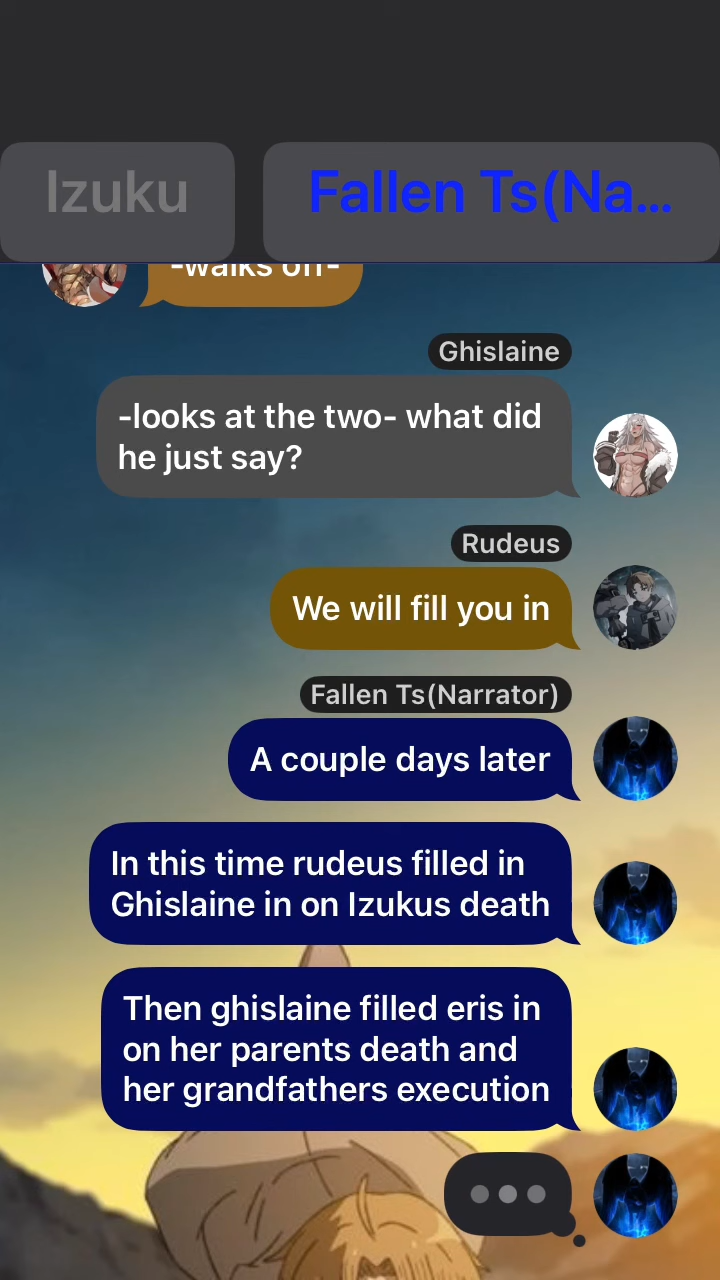 Izuku
Fallen Ts(Na...
-walks off-
Ghislaine
-looks at the two- what did
he just say?
Rudeus
We will fill you in
Fallen Ts(Narrator)
A couple days later
In this time rudeus filled in
Ghislaine in on Izukus death
Then ghislaine filled eris in
on her parents death and
her grandfathers execution